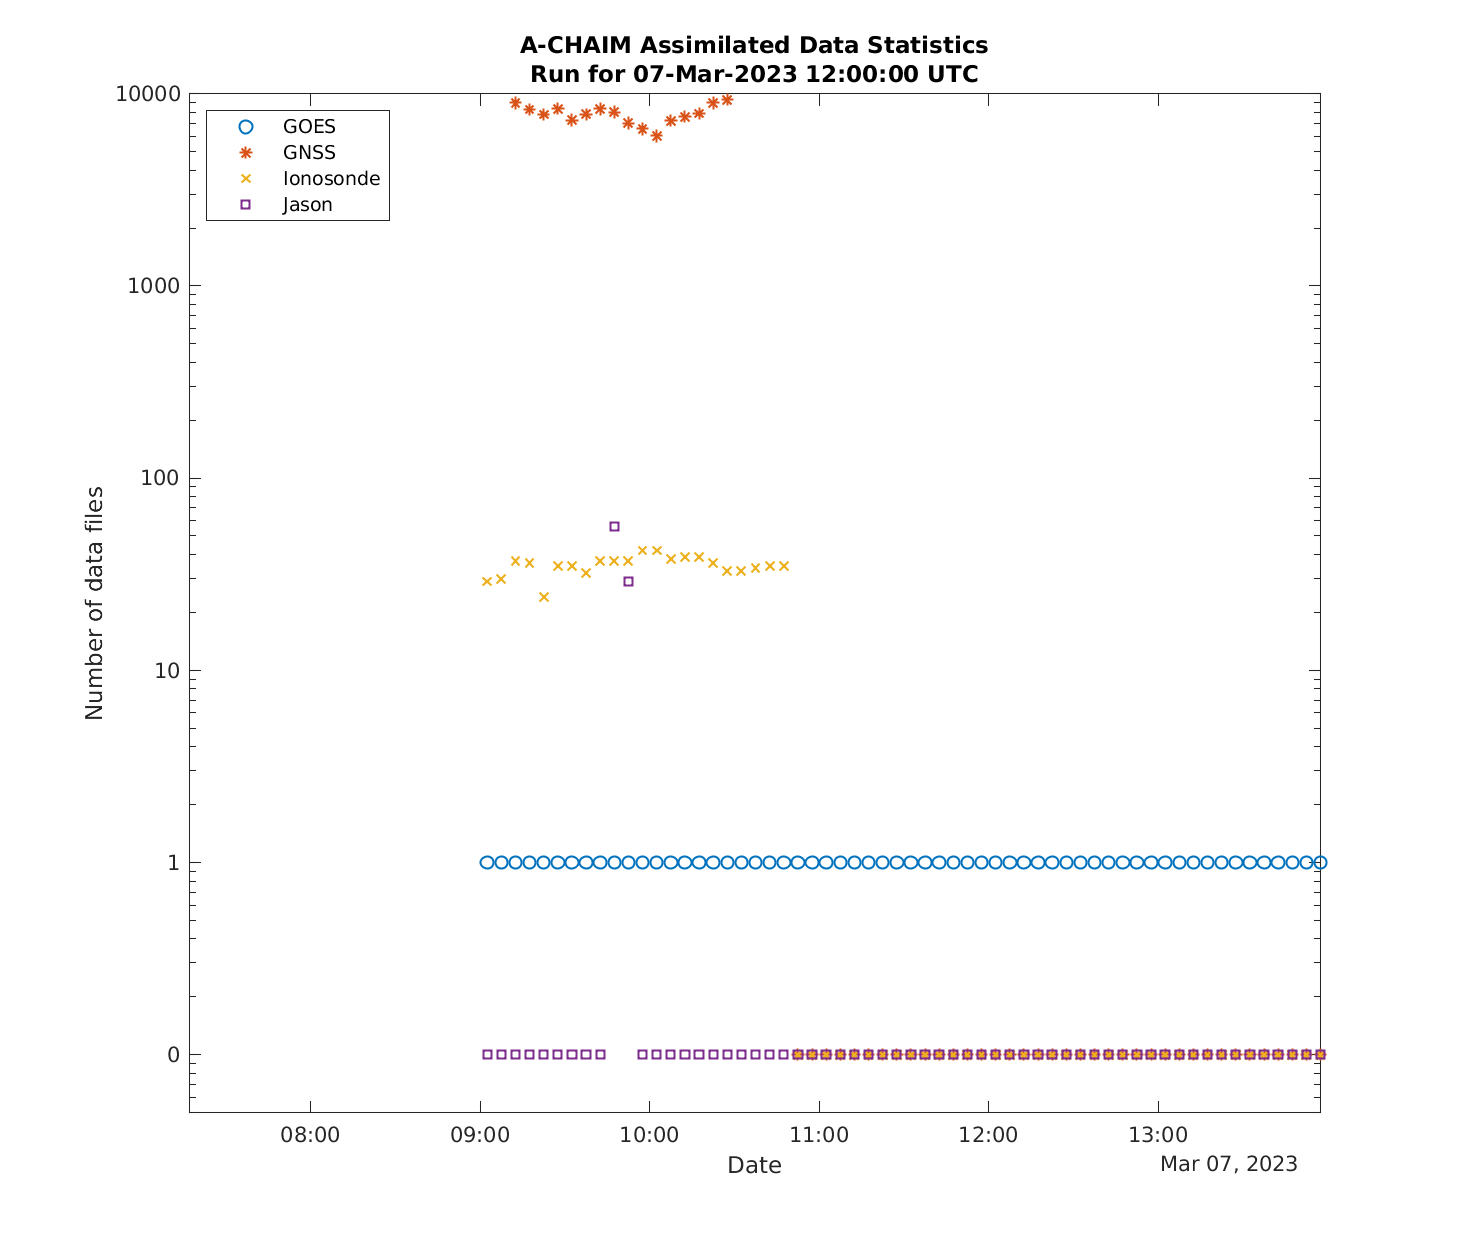 A-CHAIM Assimilated Data Statistics
Run for 07-Mar-2023 12:00:00 UTC
10000
1000
100
10
1
0
GOES
GNSS
Ionosonde
Jason
Number of data files
08:00 09:00 10:00 11:00 12:00 13:00
Date
Mar 07, 2023